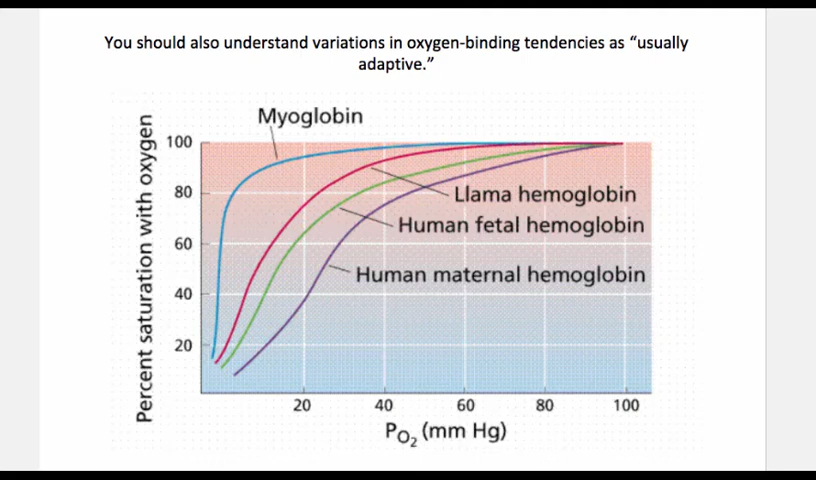 You should also understand variations in oxygen-binding tendencies as “usually
adaptive.”
Myoglobin
Percent saturation with oxygen
100
80
60
40
20
Llama hemoglobin
Human fetal hemoglobin
Human maternal hemoglobin
20 40 60 80 100
PO2 (mm Hg)